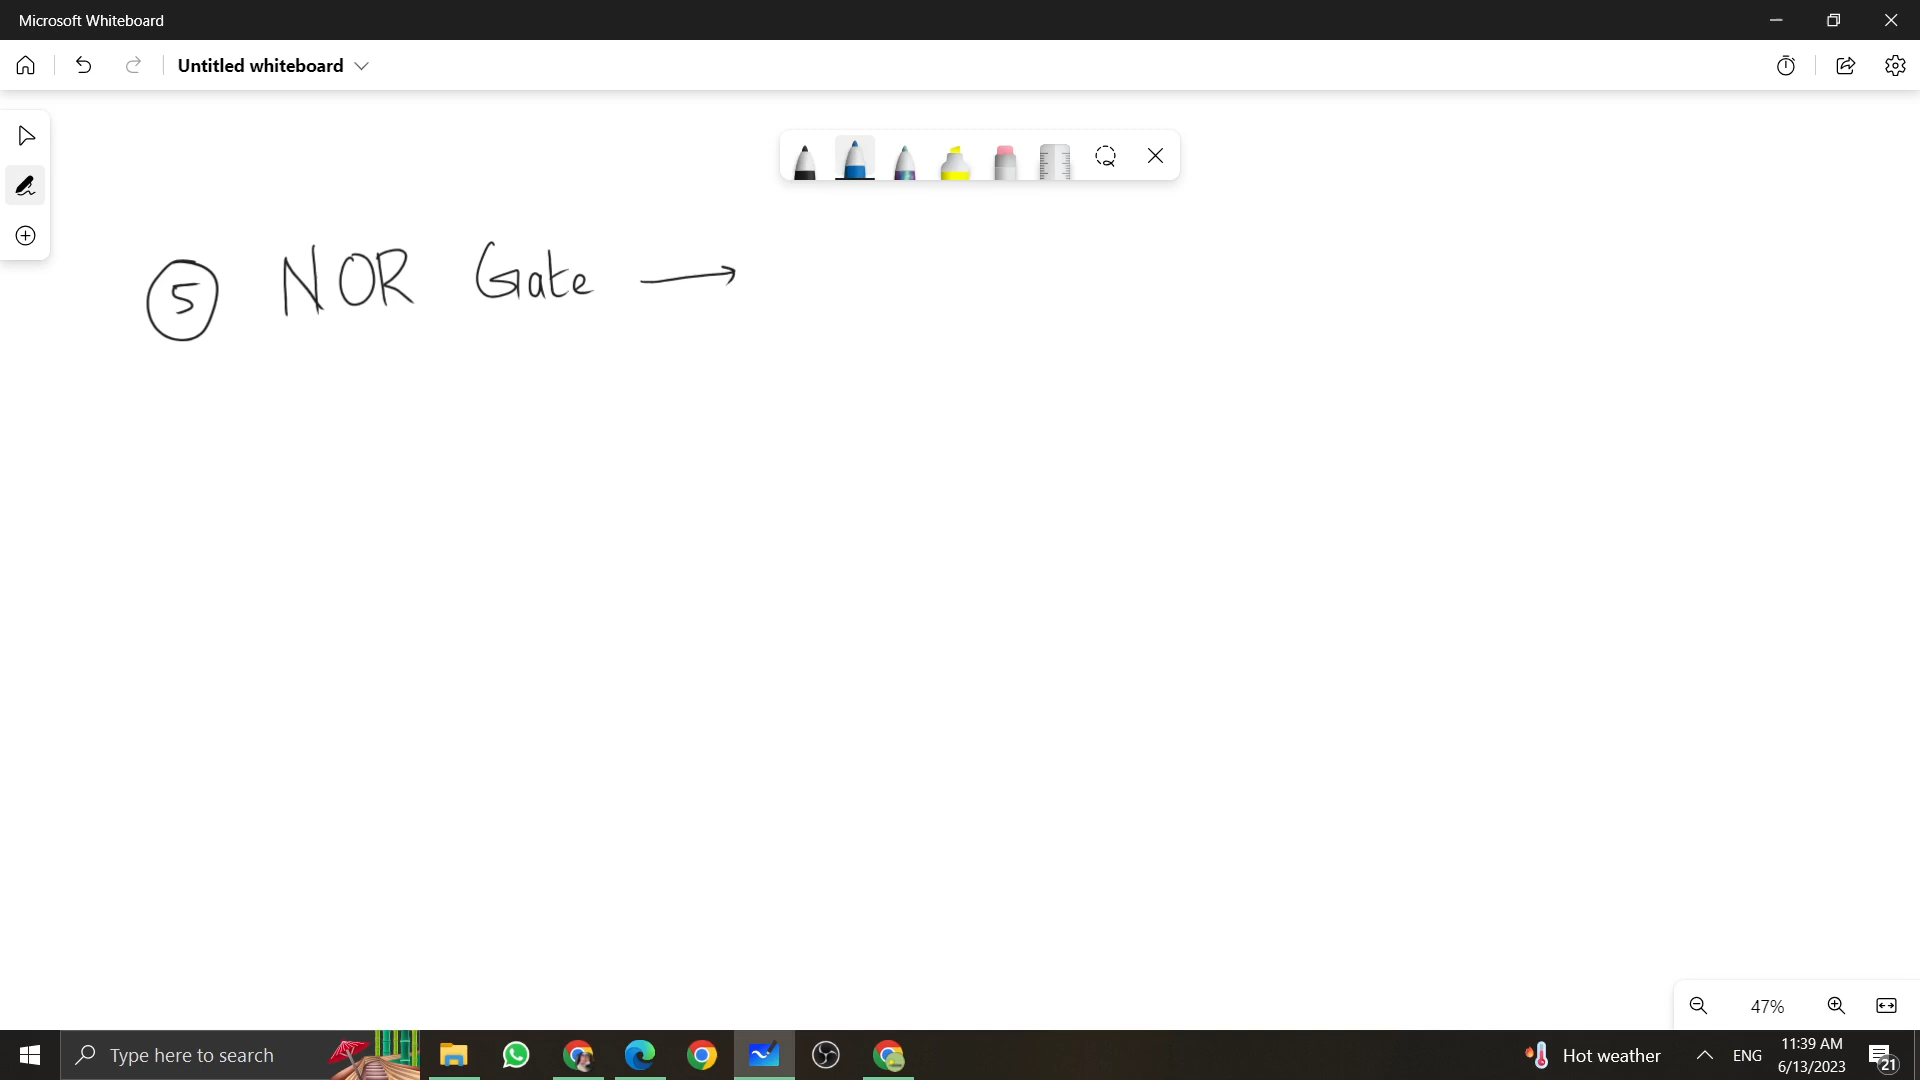 Microsoft Whiteboard
Untitled whiteboard
5 NOR Gate →
47%
Type here to search
Hot weather
ENG
11:39 AM
6/13/2023
21